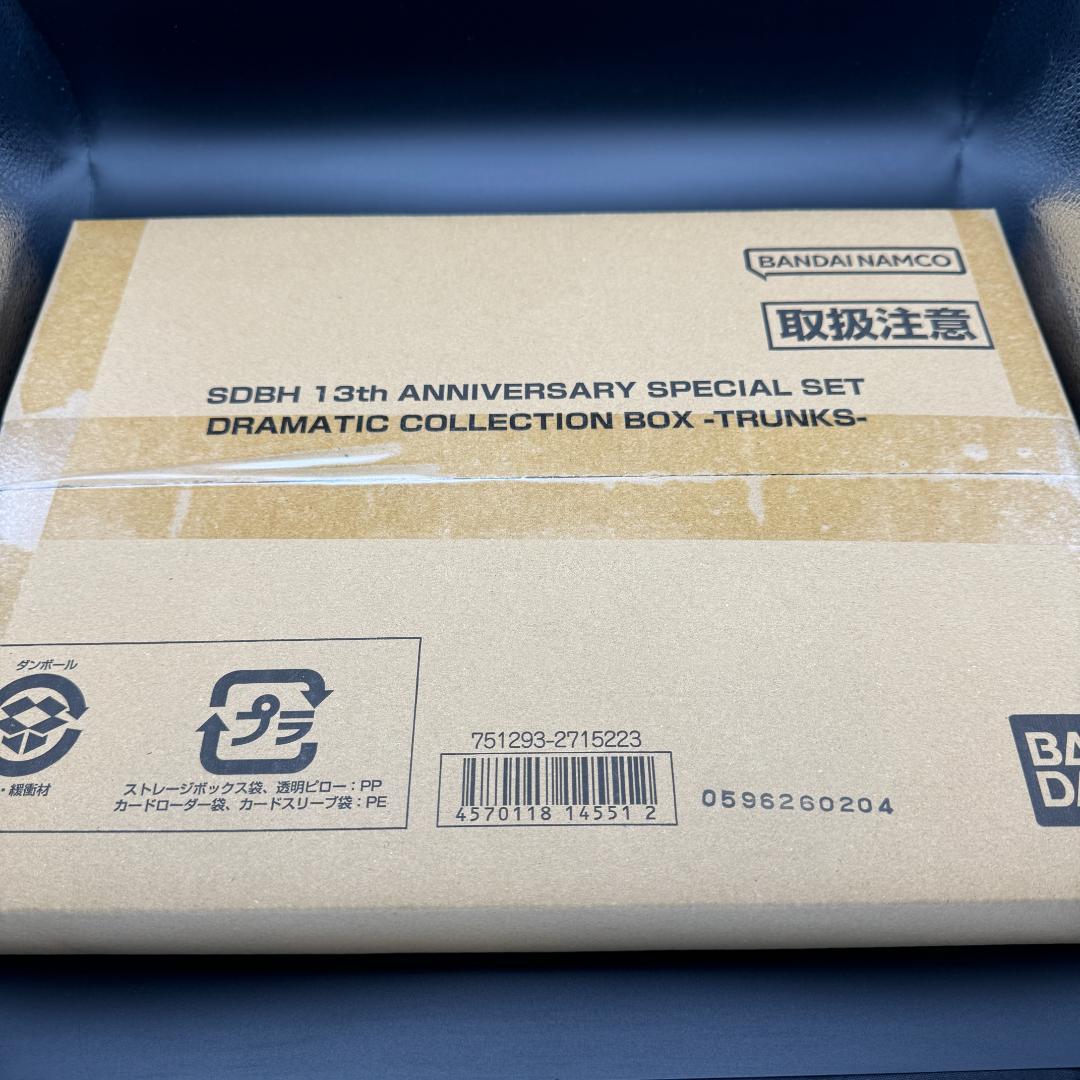 BANDAI NAMCO
取扱注意
SDBH 13th ANNIVERSARY SPECIAL SET
DRAMATIC COLLECTION BOX -TRUNKS-
ダンボール
プラ
・緩衝材
ストレージボックス袋、透明ピロー：PP
カードローダー袋、カードスリーブ袋：PE
751293-2715223
4570118 14551 2
0596260204